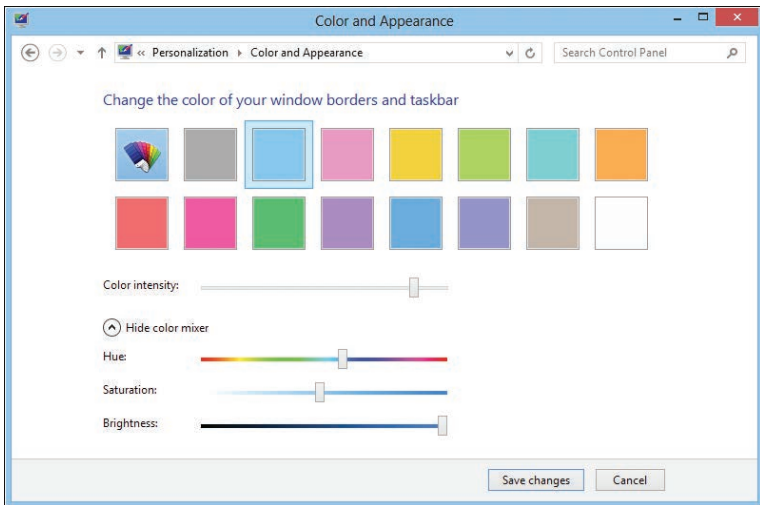 Color and Appearance
« Personalization ▸ Color and Appearance
Search Control Panel
Change the color of your window borders and taskbar
Color intensity:
Hide color mixer
Hue:
Saturation:
Brightness:
Save changes
Cancel